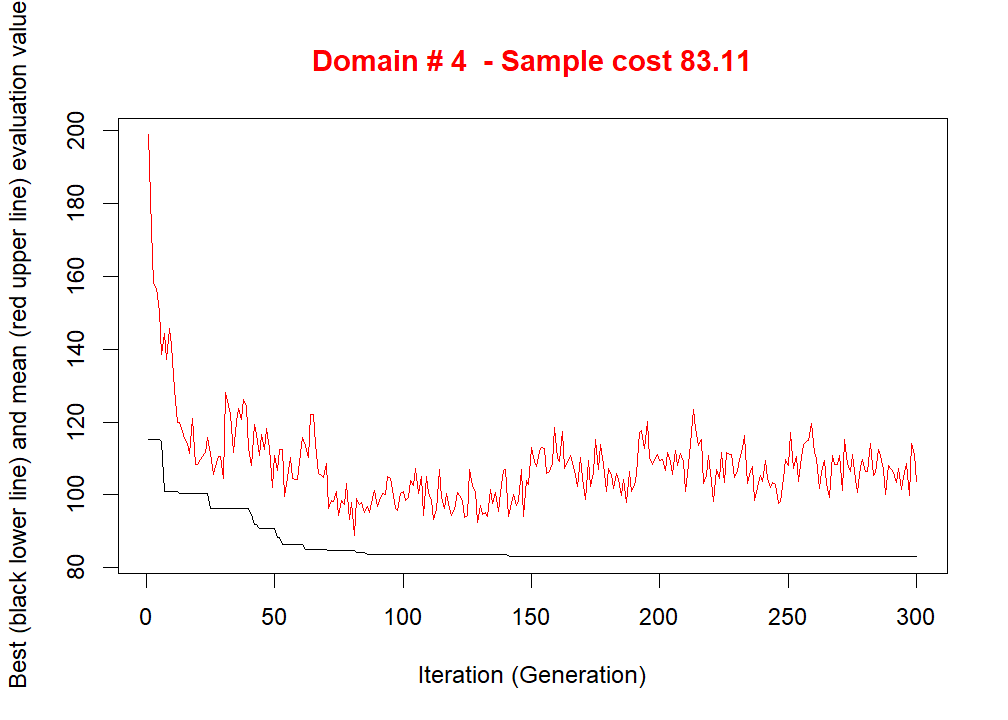 Domain # 4  - Sample cost 83.11
Best (black lower line) and mean (red upper line) evaluation value
200
180
160
140
120
100
80
0 50 100 150 200 250 300
Iteration (Generation)